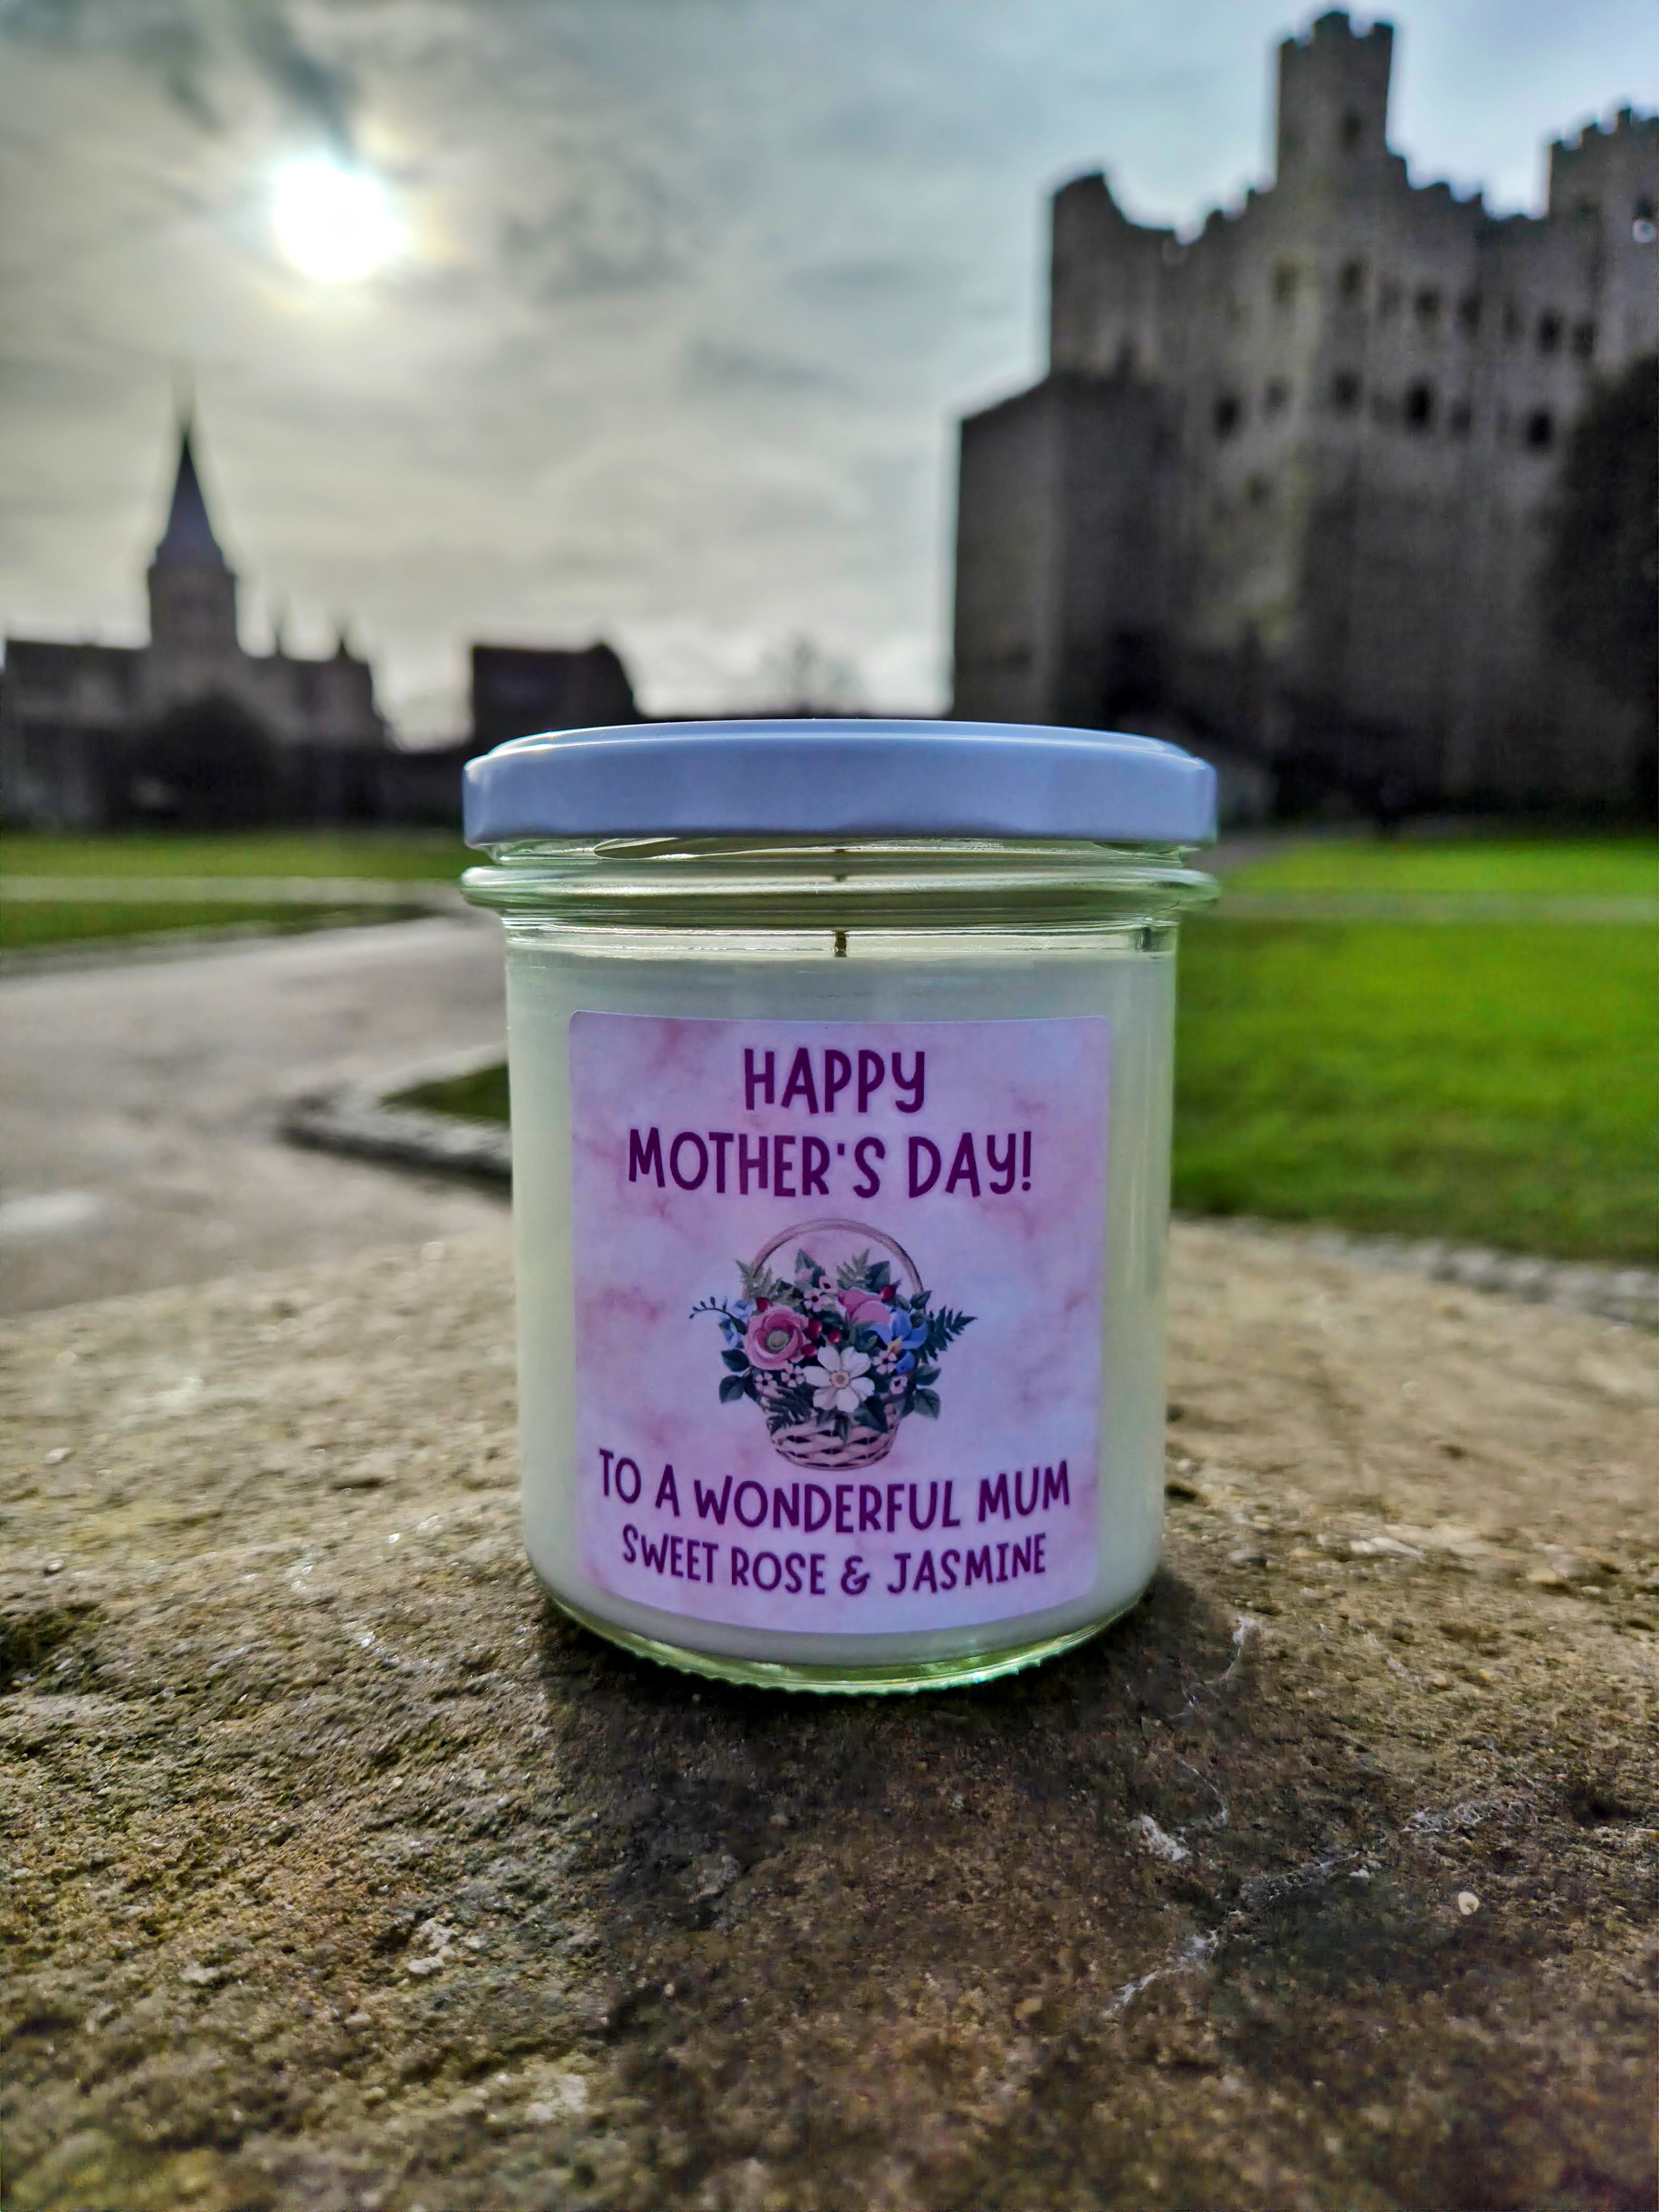 HAPPY
MOTHER'S DAY!
TO A WONDERFUL MUM
SWEET ROSE & JASMINE